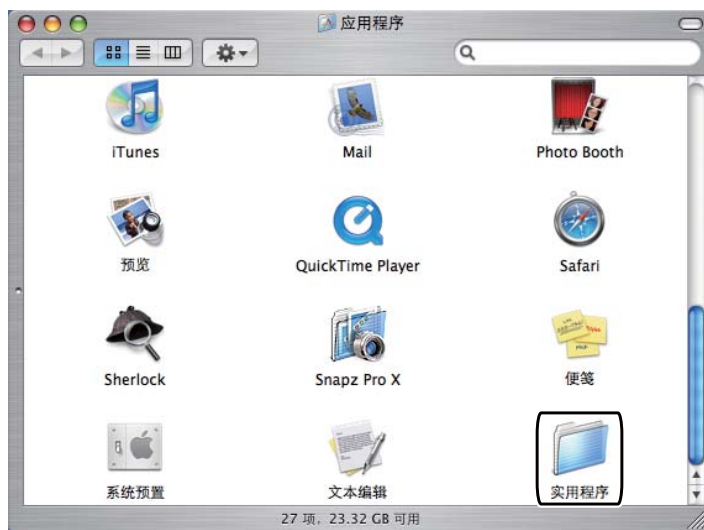 应用程序
iTunes
Mail
Photo Booth
预览
QuickTime Player
Safari
Sherlock
Snapz Pro X
便笺
系统预置
文本编辑
实用程序
27 项, 23.32 GB 可用